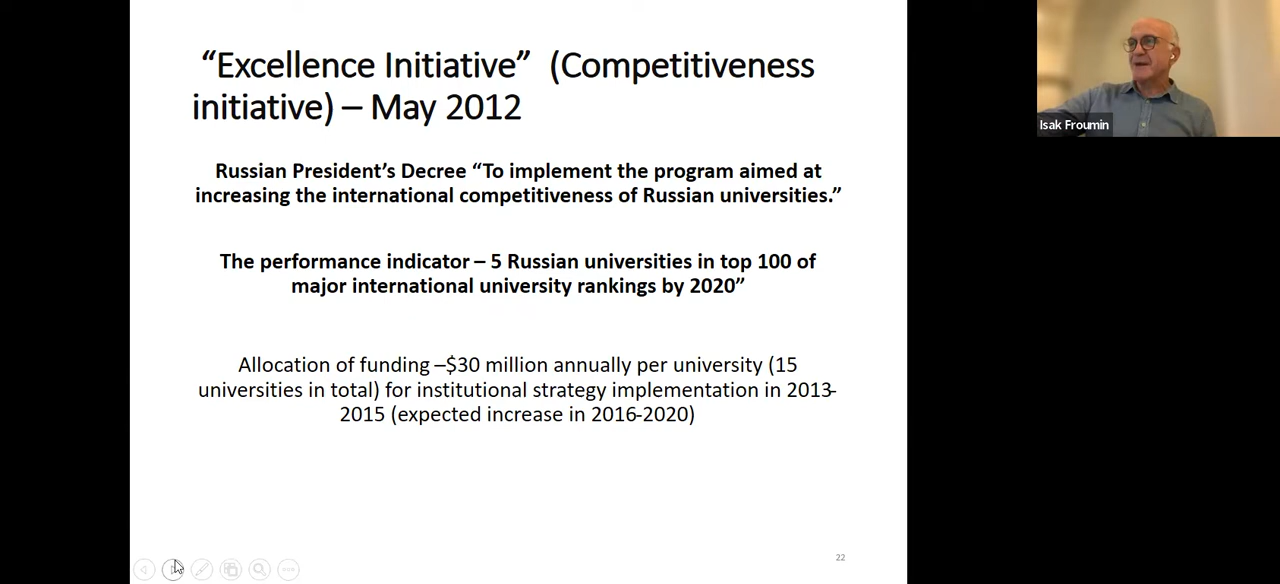 “Excellence Initiative”  (Competitiveness
initiative) – May 2012
Russian President’s Decree “To implement the program aimed at
increasing the international competitiveness of Russian universities.”
The performance indicator – 5 Russian universities in top 100 of
major international university rankings by 2020”
Allocation of funding –$30 million annually per university (15
universities in total) for institutional strategy implementation in 2013-
2015 (expected increase in 2016-2020)
22
Isak Froumin